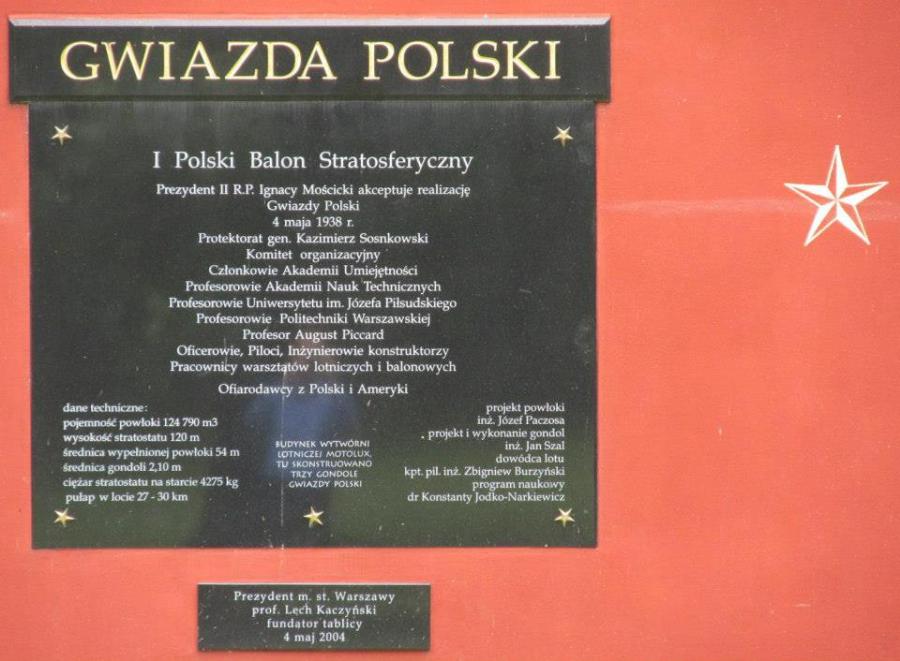 GWIAZDA POLSKI
I Polski Balon Stratosferyczny
Prezydent II R.P. Ignacy Mościcki akceptuje realizację
Gwiazdy Polski
4 maja 1938 r.
Protektorat gen. Kazimierz Sosnkowski
Komitet organizacyjny
Członkowie Akademii Umiejętności
Profesorowie Akademii Nauk Technicznych
Profesorowie Uniwersytetu im. Józefa Piłsudskiego
Profesorowie Politechniki Warszawskiej
Profesor August Piccard
Oficerowie, Piloci, Inżynierowie konstruktorzy
Pracownicy warsztatów lotniczych i balonowych
Ofiarodawcy z Polski i Ameryki
dane techniczne:
pojemność powłoki 124 790 m3
wysokość stratostatu 120 m
średnica wypełnionej powłoki 54 m
średnica gondoli 2,10 m
ciężar stratostatu na starcie 4275 kg
pułap w locie 27 - 30 km
BUDYNEK WYTWÓRNI
LOTNICZEJ MOTOLUX,
TU SKONSTRUOWANO
TRZY GONDOLE
GWIAZDY POLSKI
projekt powłoki
inż. Józef Paczosa
projekt i wykonanie gondol
inż. Jan Szal
dowódca lotu
kpt. pil. inż. Zbigniew Burzyński
program naukowy
dr Konstanty Jodko-Narkiewicz
Prezydent m. st. Warszawy
prof. Lech Kaczyński
fundator tablicy
4 maj 2004